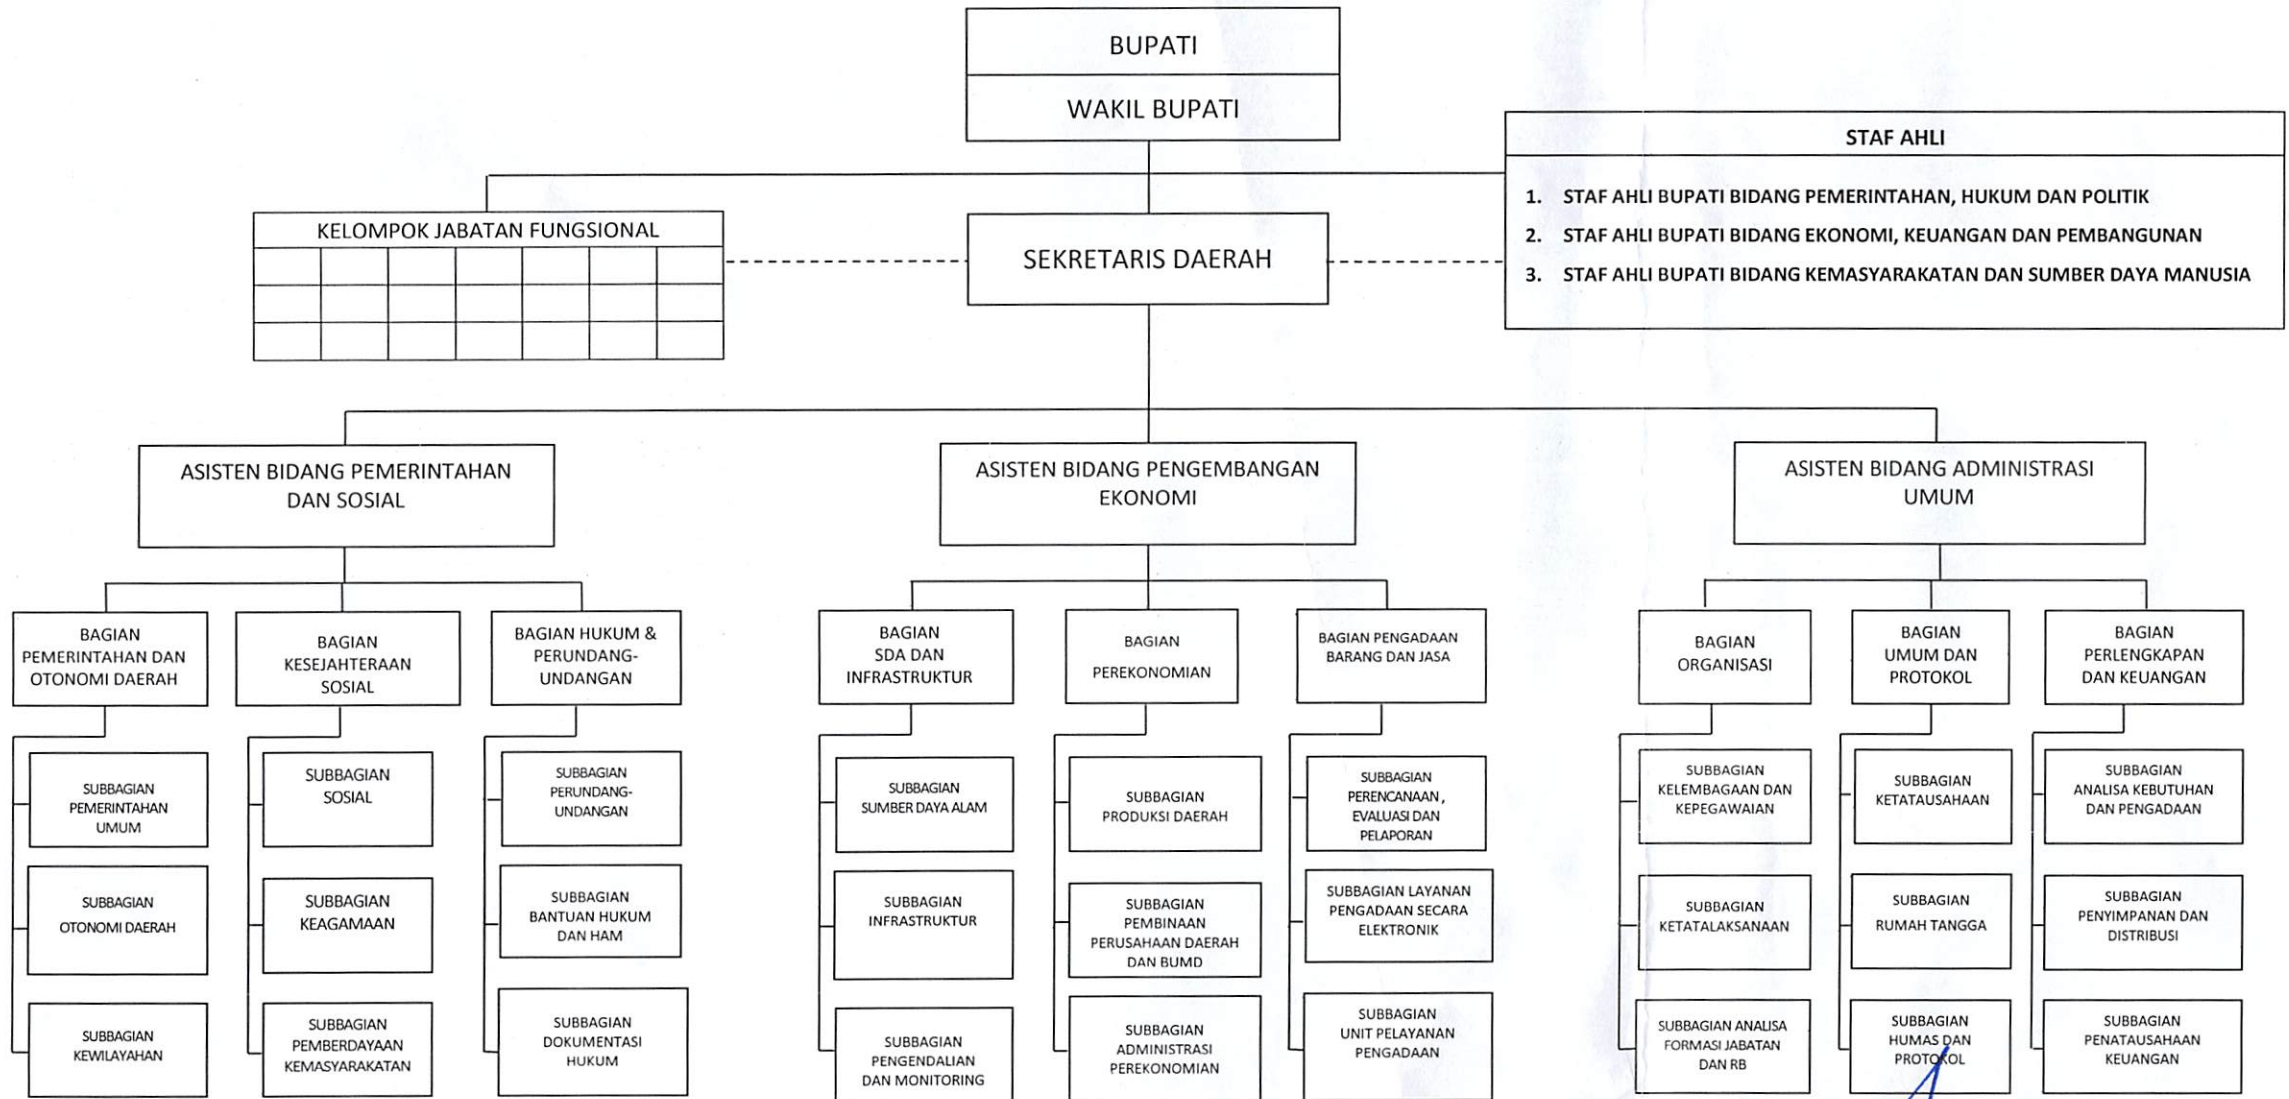 BUPATI
WAKIL BUPATI
STAF AHLI
1. STAF AHLI BUPATI BIDANG PEMERINTAHAN, HUKUM DAN POLITIK
2. STAF AHLI BUPATI BIDANG EKONOMI, KEUANGAN DAN PEMBANGUNAN
3. STAF AHLI BUPATI BIDANG KEMASYARAKATAN DAN SUMBER DAYA MANUSIA
KELOMPOK JABATAN FUNGSIONAL
SEKRETARIS DAERAH
ASISTEN BIDANG PEMERINTAHAN
DAN SOSIAL
ASISTEN BIDANG PENGEMBANGAN
EKONOMI
ASISTEN BIDANG ADMINISTRASI
UMUM
BAGIAN
PEMERINTAHAN DAN
OTONOMI DAERAH
BAGIAN
KESEJAHTERAAN
SOSIAL
BAGIAN HUKUM &
PERUNDANG-
UNDANGAN
BAGIAN
SDA DAN
INFRASTRUKTUR
BAGIAN
PEREKONOMIAN
BAGIAN PENGADAAN
BARANG DAN JASA
BAGIAN
ORGANISASI
BAGIAN
UMUM DAN
PROTOKOL
BAGIAN
PERLENGKAPAN
DAN KEUANGAN
SUBBAGIAN
PEMERINTAHAN
UMUM
SUBBAGIAN
SOSIAL
SUBBAGIAN
PERUNDANG-
UNDANGAN
SUBBAGIAN
SUMBER DAYA ALAM
SUBBAGIAN
PRODUKSI DAERAH
SUBBAGIAN
PERENCANAAN ,
EVALUASI DAN
PELAPORAN
SUBBAGIAN
KELEMBAGAAN DAN
KEPEGAWAIAN
SUBBAGIAN
KETATAUSAHAAN
SUBBAGIAN
ANALISA KEBUTUHAN
DAN PENGADAAN
SUBBAGIAN
OTONOMI DAERAH
SUBBAGIAN
KEAGAMAAN
SUBBAGIAN
BANTUAN HUKUM
DAN HAM
SUBBAGIAN
INFRASTRUKTUR
SUBBAGIAN
PEMBINAAN
PERUSAHAAN DAERAH
DAN BUMD
SUBBAGIAN LAYANAN
PENGADAAN SECARA
ELEKTRONIK
SUBBAGIAN
KETATALAKSANAAN
SUBBAGIAN
RUMAH TANGGA
SUBBAGIAN
PENYIMPANAN DAN
DISTRIBUSI
SUBBAGIAN
KEWILAYAHAN
SUBBAGIAN
PEMBERDAYAAN
KEMASYARAKATAN
SUBBAGIAN
DOKUMENTASI
HUKUM
SUBBAGIAN
PENGENDALIAN
DAN MONITORING
SUBBAGIAN
ADMINISTRASI
PEREKONOMIAN
SUBBAGIAN
UNIT PELAYANAN
PENGADAAN
SUBBAGIAN ANALISA
FORMASI JABATAN
DAN RB
SUBBAGIAN
HUMAS DAN
PROTOKOL
SUBBAGIAN
PENATAUSAHAAN
KEUANGAN